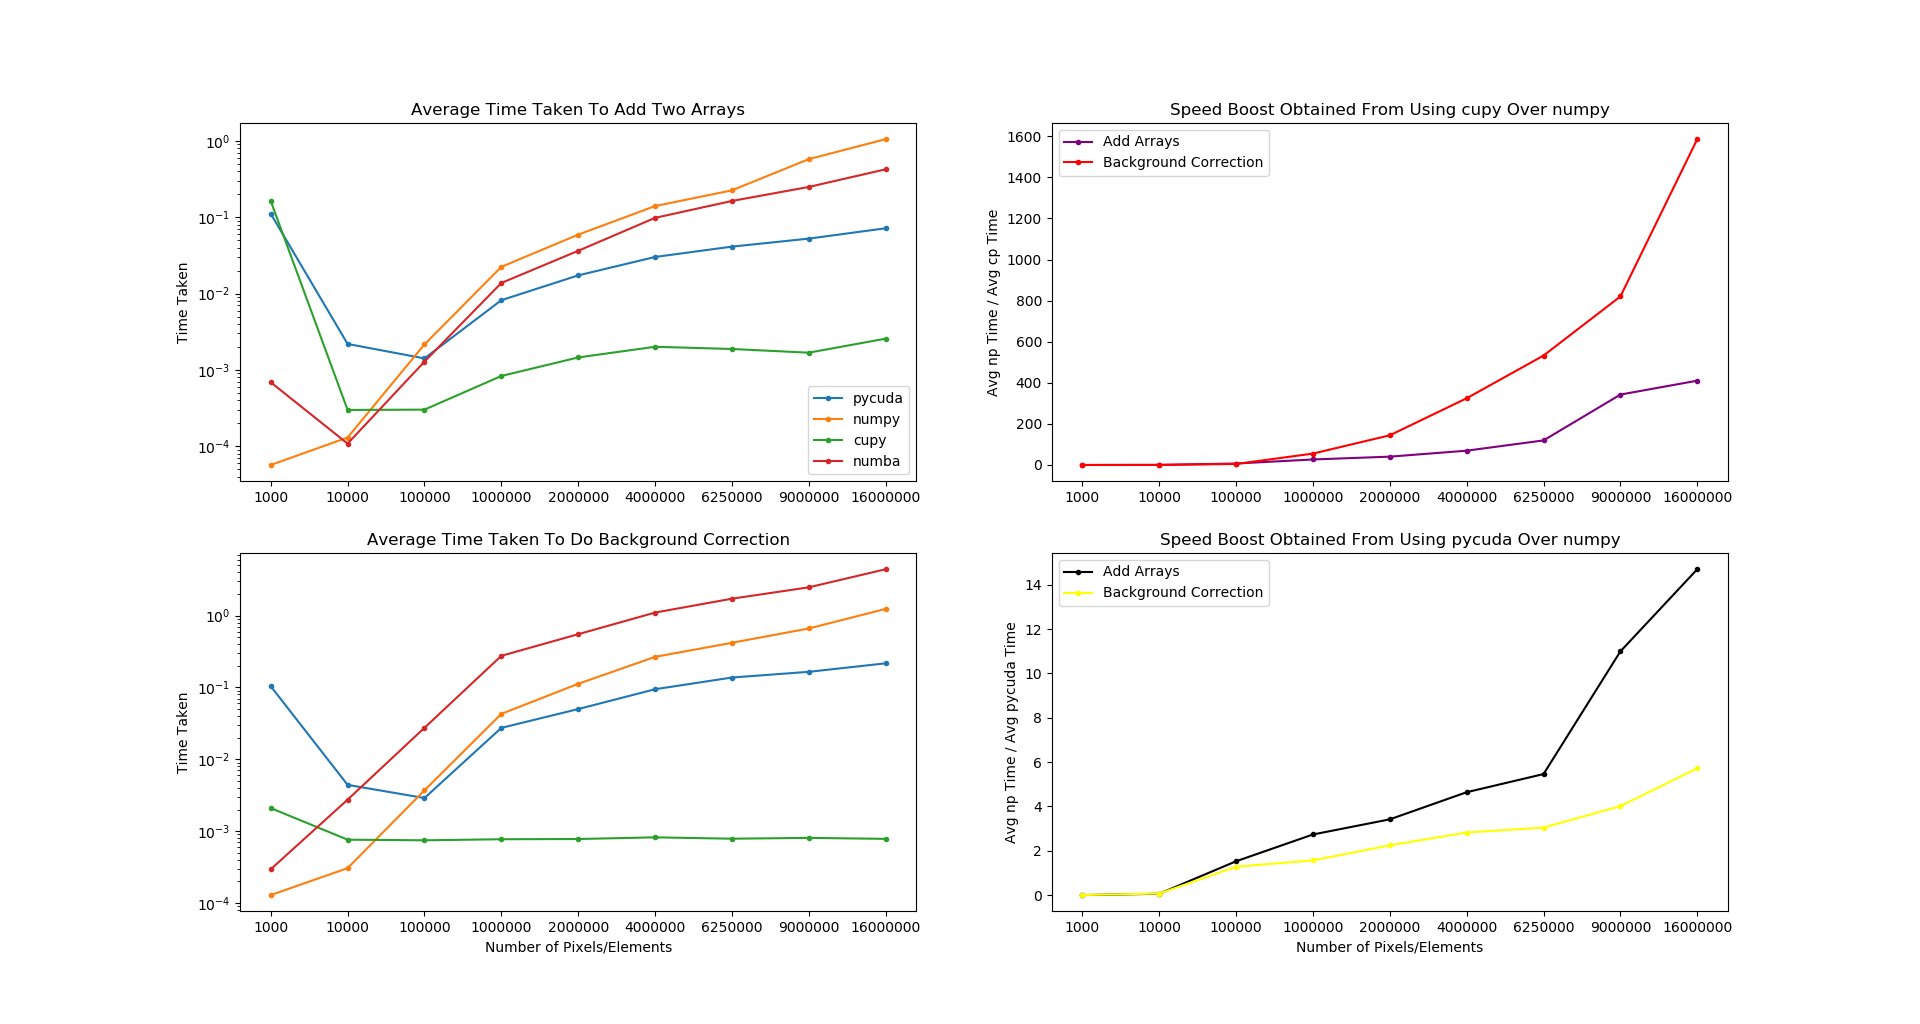 Average Time Taken To Add Two Arrays
Time Taken
10^0
10^-1
10^-2
10^-3
10^-4
pycuda
numpy
cupy
numba
1000 10000 100000 1000000 2000000 4000000 6250000 9000000 16000000
Speed Boost Obtained From Using cupy Over numpy
Avg np Time / Avg cp Time
1600
1400
1200
1000
800
600
400
200
0
Add Arrays
Background Correction
1000 10000 100000 1000000 2000000 4000000 6250000 9000000 16000000
Average Time Taken To Do Background Correction
Time Taken
10^0
10^-1
10^-2
10^-3
10^-4
1000 10000 100000 1000000 2000000 4000000 6250000 9000000 16000000
Number of Pixels/Elements
Speed Boost Obtained From Using pycuda Over numpy
Avg np Time / Avg pycuda Time
14
12
10
8
6
4
2
0
Add Arrays
Background Correction
1000 10000 100000 1000000 2000000 4000000 6250000 9000000 16000000
Number of Pixels/Elements